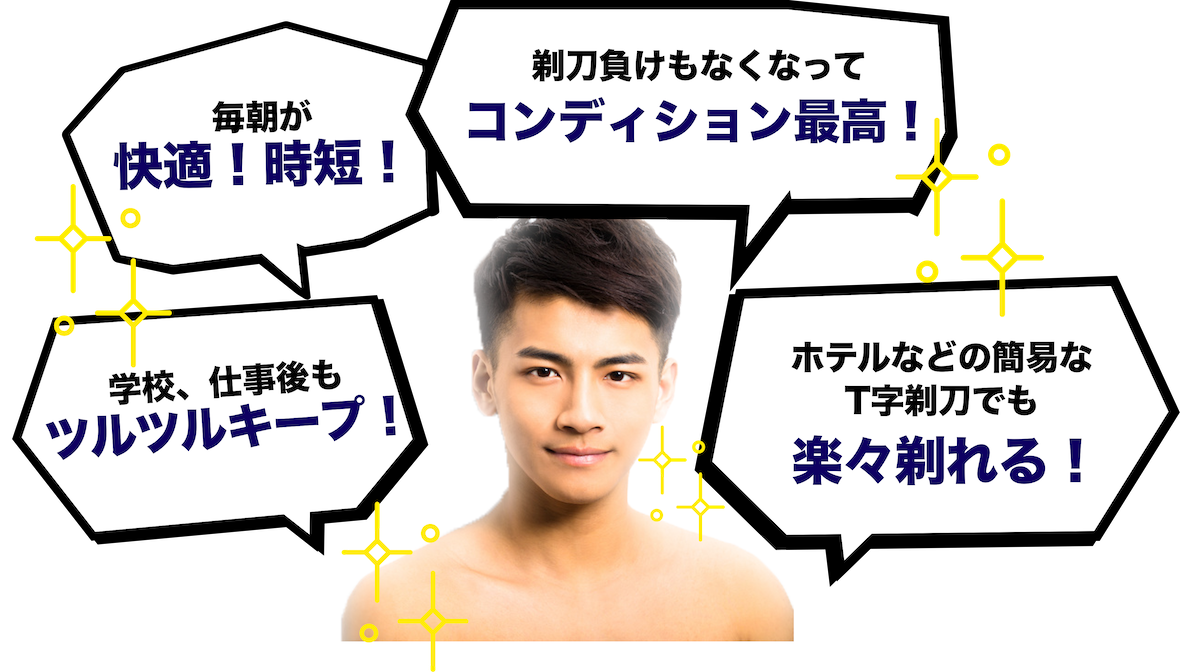 毎朝が
快適！時短！
剃刀負けもなくなって
コンディション最高！
学校、仕事後も
ツルツルキープ！
ホテルなどの簡易な
T字剃刀でも
楽々剃れる！